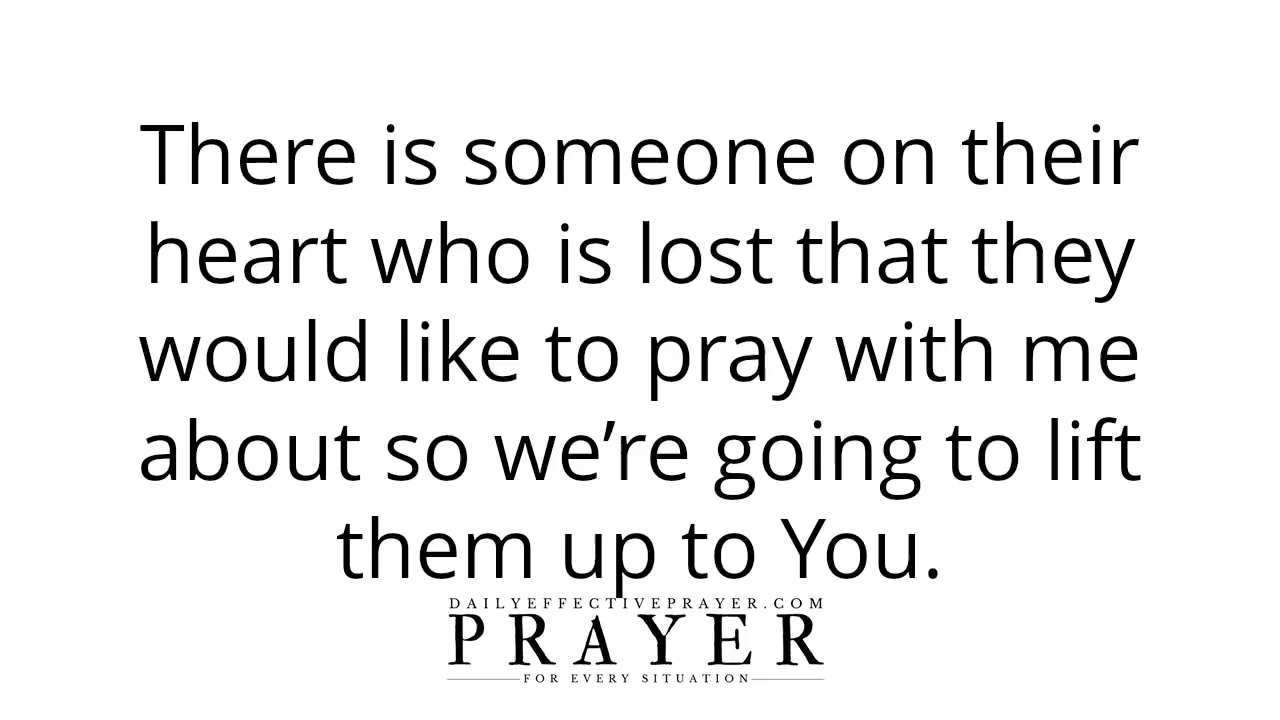 There is someone on their
heart who is lost that they
would like to pray with me
about so we’re going to lift
them up to You.
DAILYEFFECTIVEPRAYER.COM
PRAYER
FOR EVERY SITUATION